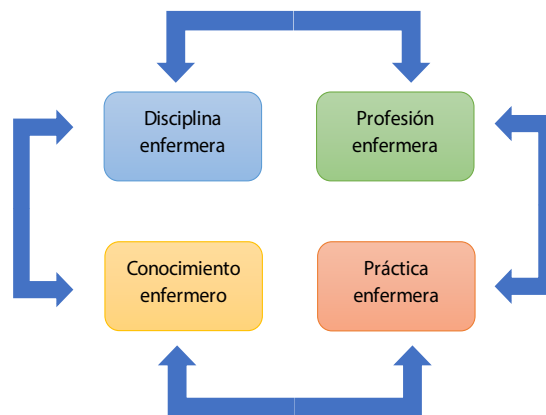 Disciplina
enfermera
Profesión
enfermera
Conocimiento
enfermero
Práctica
enfermera